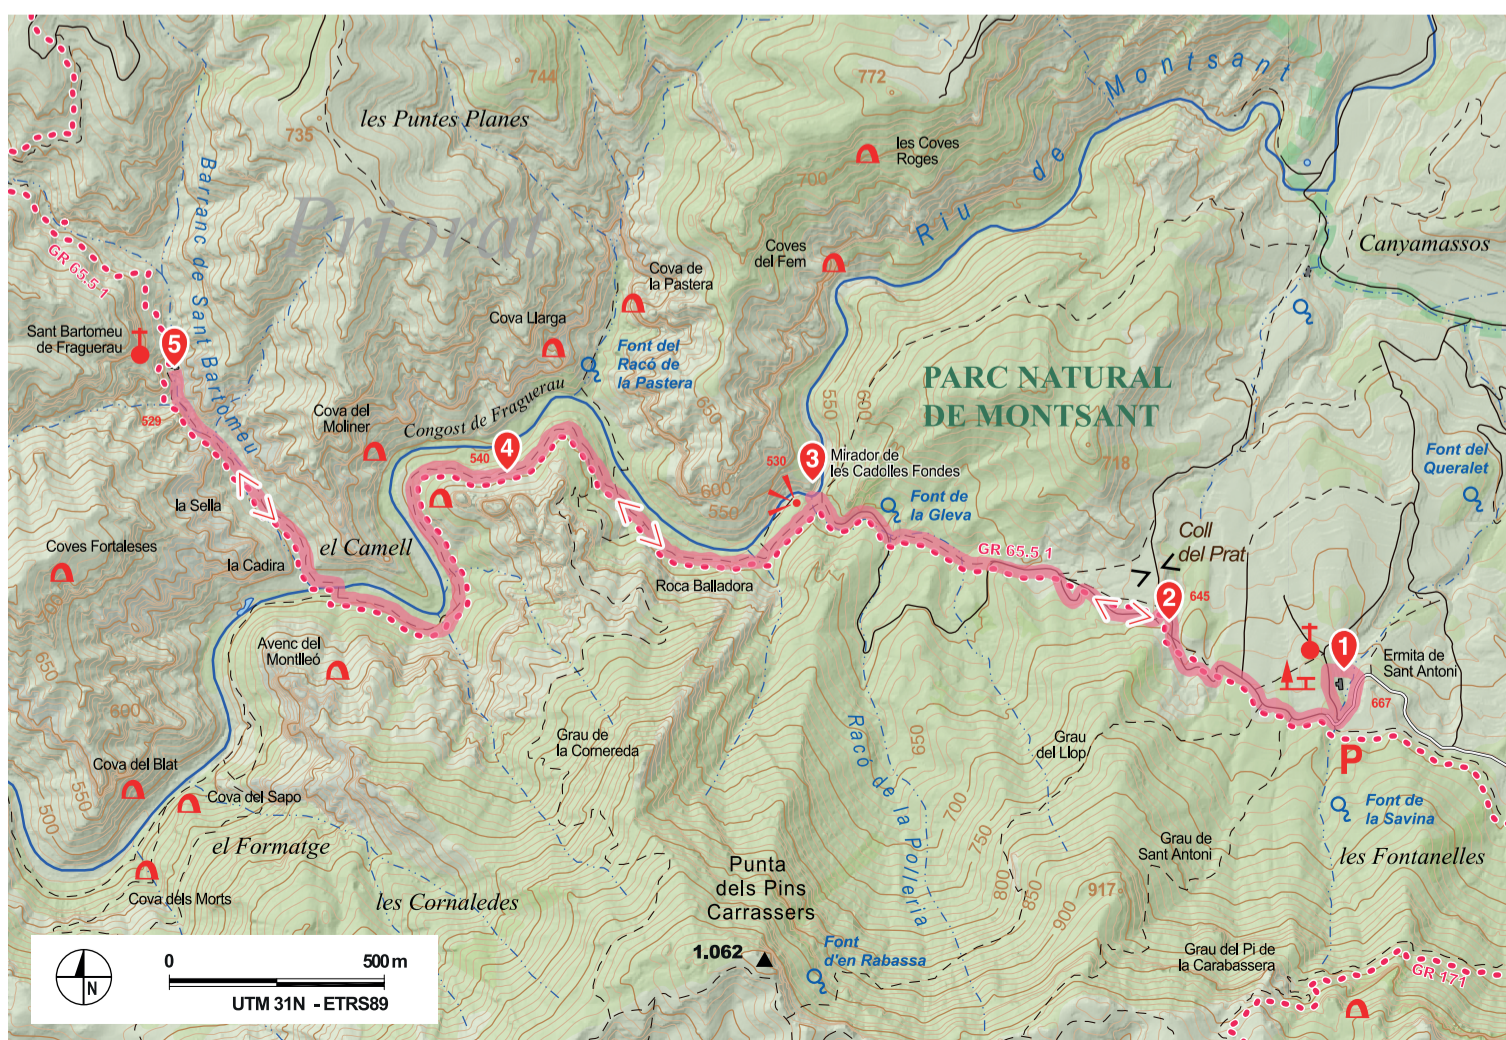 744
772
Montsant
les Puntes Planes
735
les Coves
Roges
700
de
Riu
Barranc de Sant Bartomeu
Priorat
GR 65.5 1
Canyamassos
Coves
del Fem
Cova de
la Pastera
Cova Llarga
Sant Bartomeu
de Fraguerau
5
Font del
Racó de
la Pastera
PARC NATURAL
DE MONTSANT
550
600
650
Congost de Fraguerau
Cova del
Moliner
529
4
540
3
530
Mirador de
les Cadolles Fondes
718
Font del
Queralet
600
550
la Sella
Font de
la Gleva
Coll
del Prat
el Camell
GR 65.5 1
Coves Fortaleses
la Cadira
Roca Balladora
2
645
600
1
Ermita de
Sant Antoni
667
Avenc del
Montlleó
650
600
Grau de
la Cornereda
Racó de la Polleria
650
Grau
del Llop
P
Cova del Blat
Cova del Sapo
550
500
700
750
800
850
900
917
Font de
la Savina
Grau de
Sant Antoni
les Fontanelles
el Formatge
Cova dels Morts
les Cornaledes
Punta
dels Pins
Carrassers
1.062
Font
d'en Rabassa
Grau del Pi de
la Carabassera
GR 171
N
0 500 m
UTM 31N - ETRS89